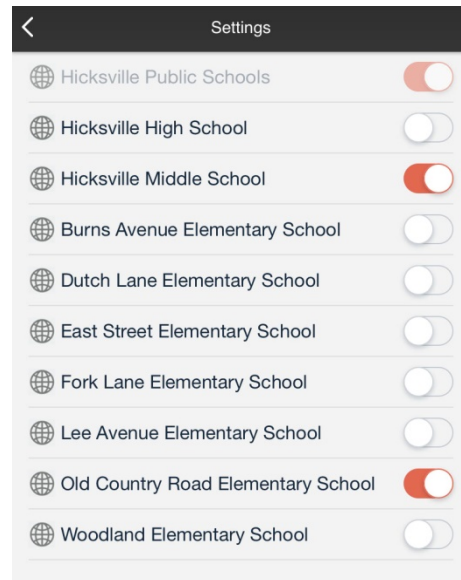 Settings
Hicksville Public Schools
Hicksville High School
Hicksville Middle School
Burns Avenue Elementary School
Dutch Lane Elementary School
East Street Elementary School
Fork Lane Elementary School
Lee Avenue Elementary School
Old Country Road Elementary School
Woodland Elementary School